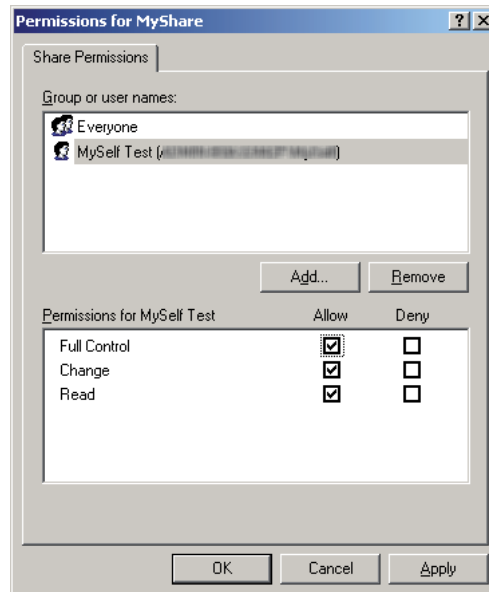 Permissions for MyShare
? X
Share Permissions
Group or user names:
Everyone
MySelf Test (
Add... Remove
Permissions for MySelf Test Allow Deny
Full Control
Change
Read
OK Cancel Apply